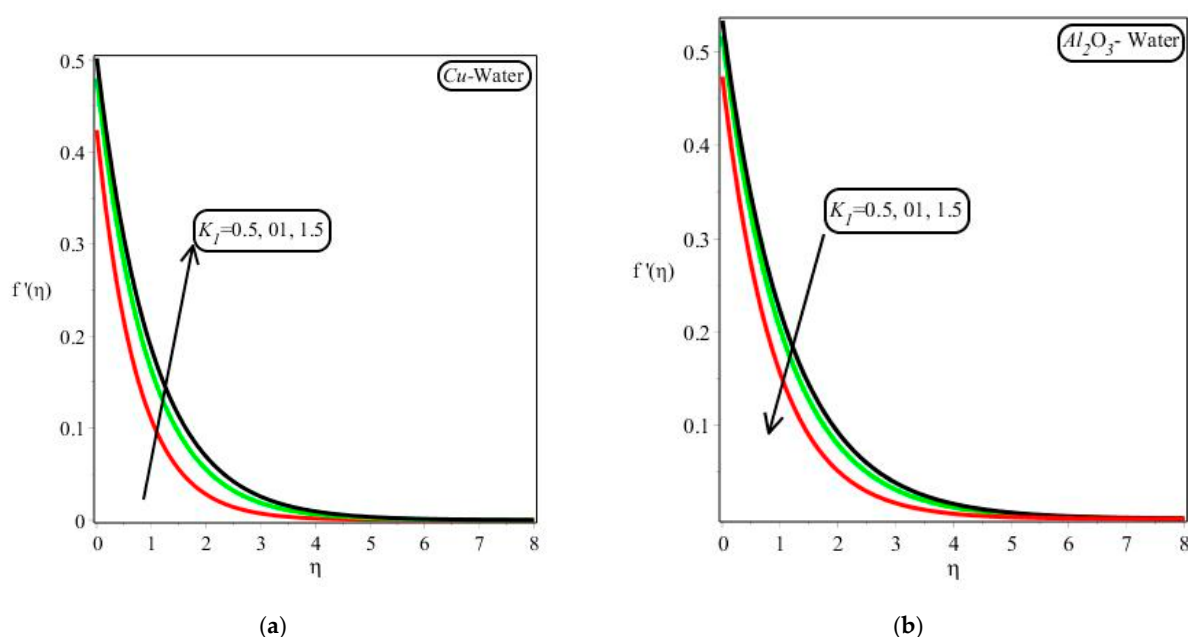 Cu-Water
0.5
0.4
0.3
0.2
0.1
0
f '(η)
K1=0.5, 01, 1.5
0 1 2 3 4 5 6 7 8
η
(a)
Al2O3- Water
0.5
0.4
0.3
0.2
0.1
f '(η)
K1=0.5, 01, 1.5
0 1 2 3 4 5 6 7 8
η
(b)